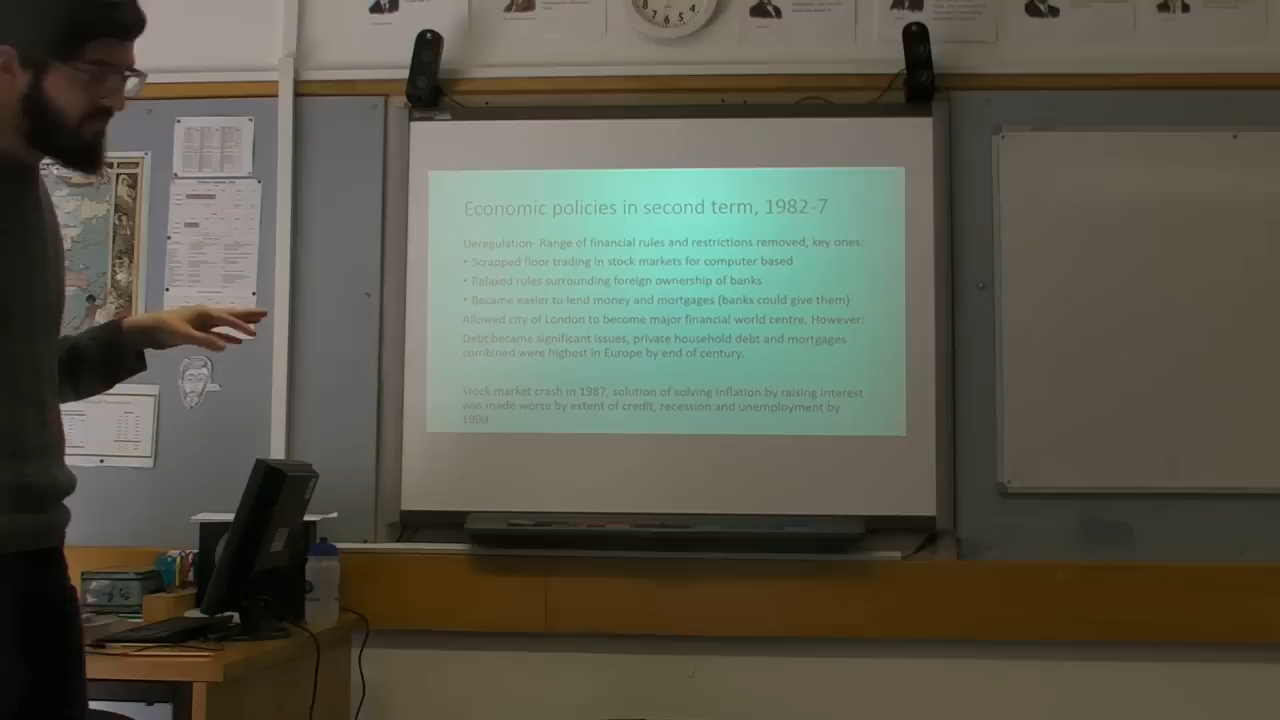 Economic policies in second term, 1982-7
Deregulation- Range of financial rules and restrictions removed, key ones:
• Scrapped floor trading in stock markets for computer based
• Relaxed rules surrounding foreign ownership of banks
• Became easier to lend money and mortgages (banks could give them)
Allowed city of London to become major financial world centre, However:
Debt became significant issues, private household debt and mortgages
combined were highest in Europe by end of century.
Stock market crash in 1987, solution of solving inflation by raising interest
was made worse by extent of credit, recession and unemployment by
1990
8 7 6 5 4